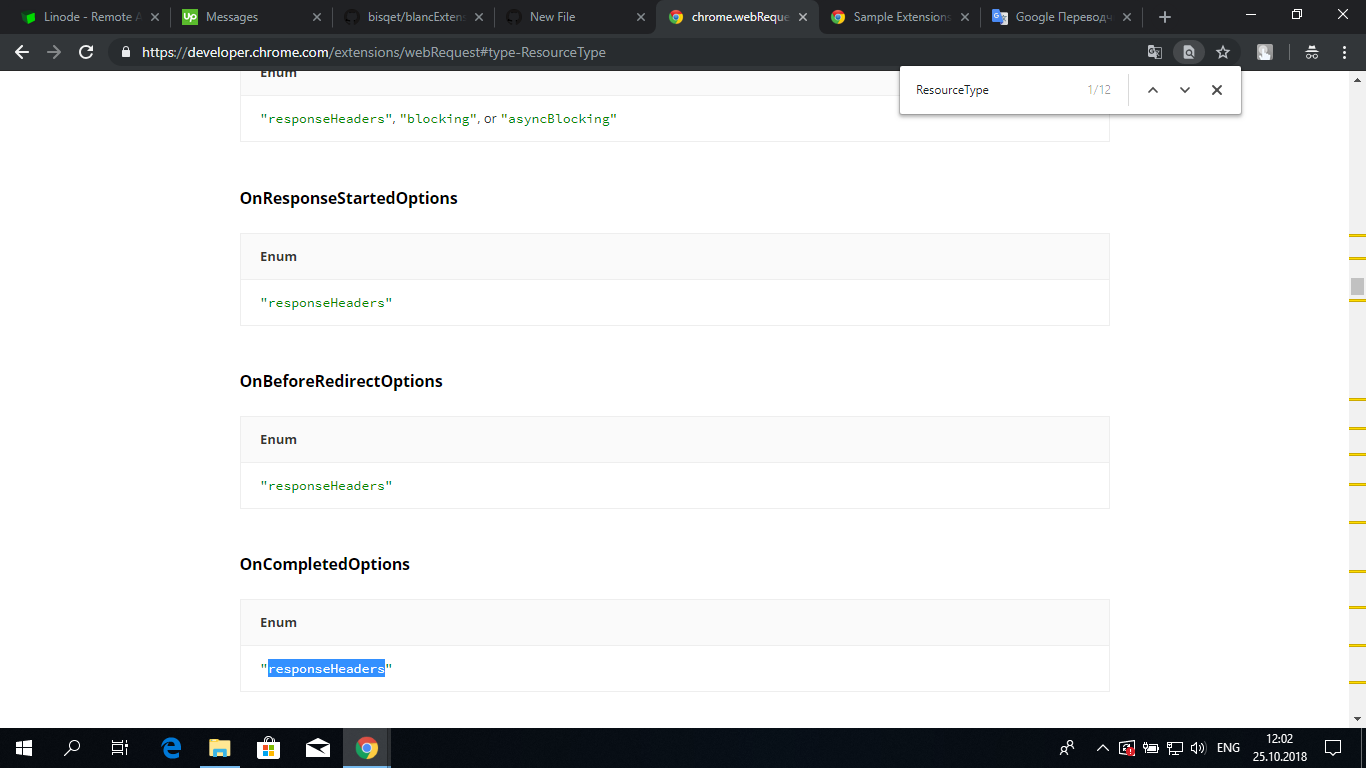 Linode - Remote A
Messages
bisqet/blancExtens
New File
chrome.webReque
Sample Extensions
Google Переводч
https://developer.chrome.com/extensions/webRequest#type-ResourceType
ResourceType 1/12
Enum
"responseHeaders", "blocking", or "asyncBlocking"
OnResponseStartedOptions
Enum
"responseHeaders"
OnBeforeRedirectOptions
Enum
"responseHeaders"
OnCompletedOptions
Enum
"responseHeaders"
ENG
12:02
25.10.2018